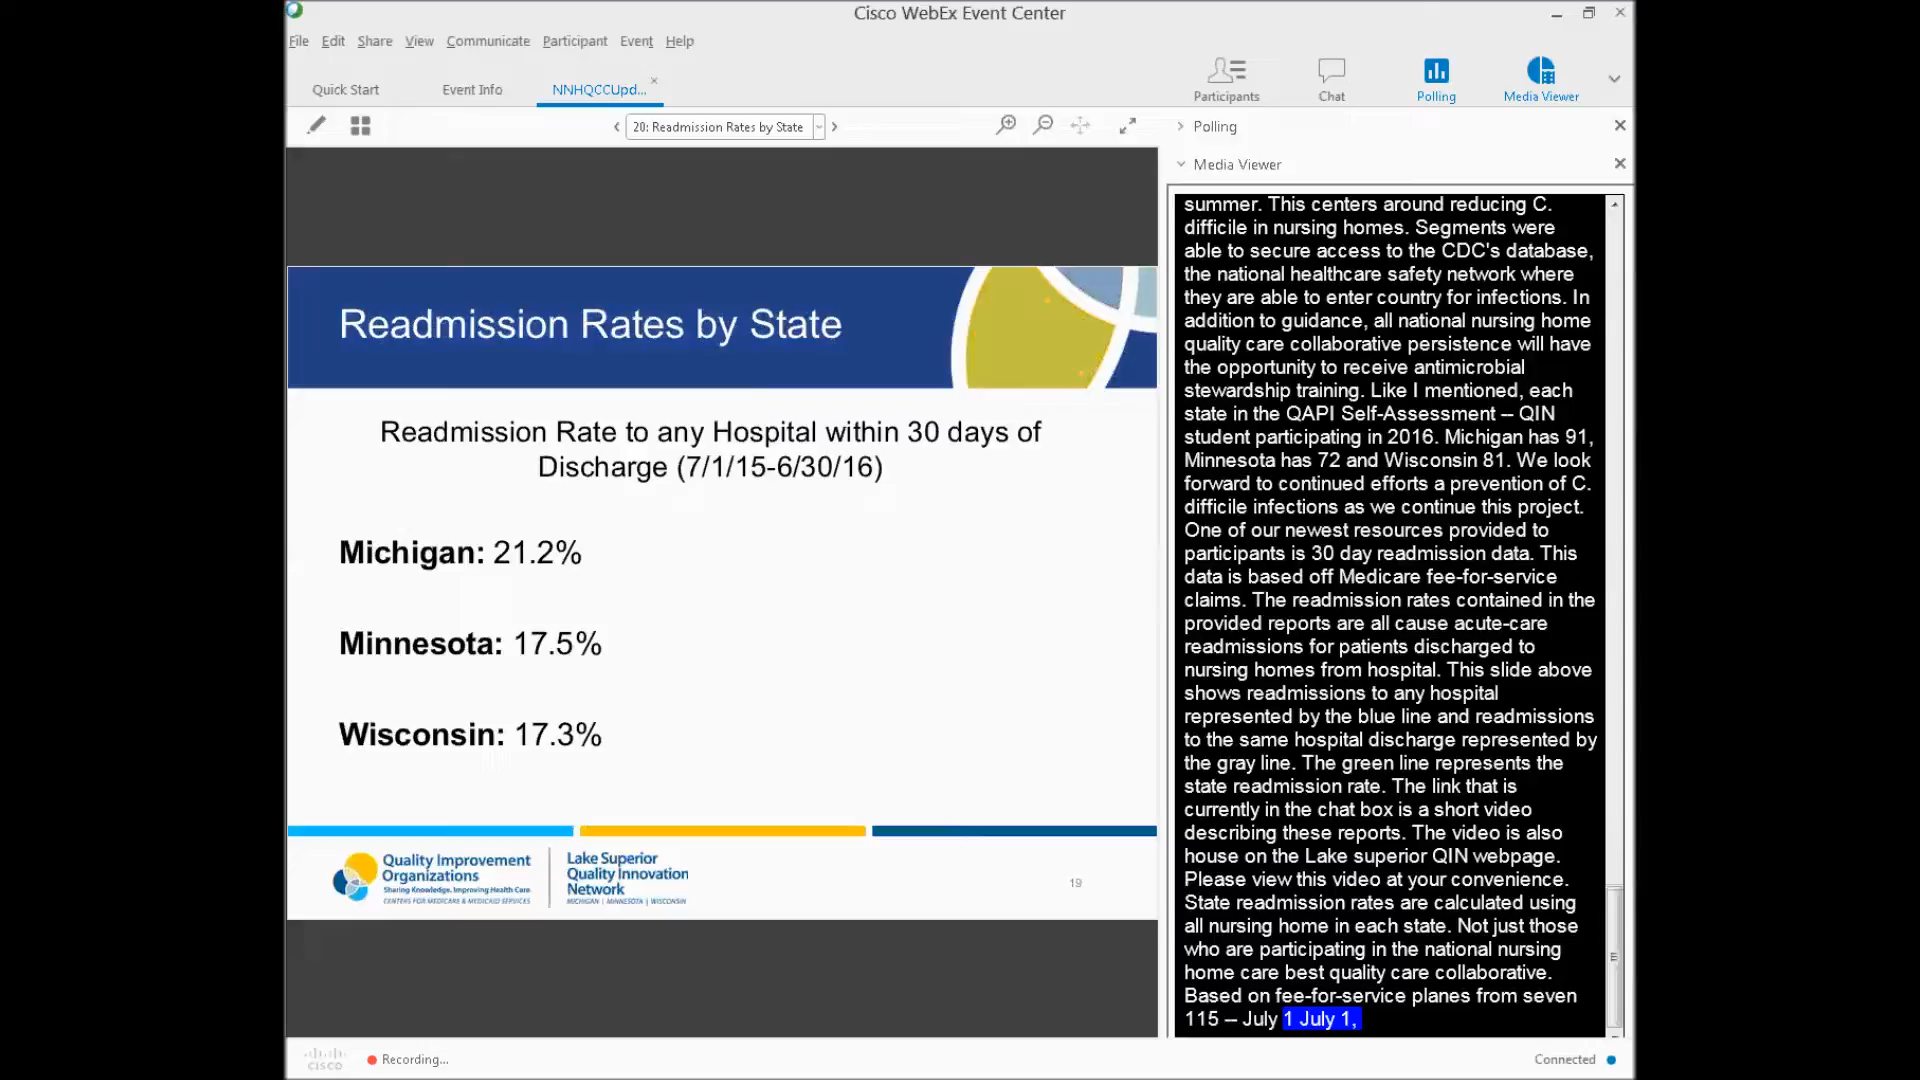 Cisco WebEx Event Center
File Edit Share View Communicate Participant Event Help
Quick Start Event Info NNHQCCUpd...
Participants Chat Polling Media Viewer
20: Readmission Rates by State
Polling
Media Viewer
Readmission Rates by State
Readmission Rate to any Hospital within 30 days of
Discharge (7/1/15-6/30/16)
Michigan: 21.2%
Minnesota: 17.5%
Wisconsin: 17.3%
Quality Improvement
Organizations
Sharing Knowledge. Improving Health Care.
CENTERS FOR MEDICARE & MEDICAID SERVICES
Lake Superior
Quality Innovation
Network
MICHIGAN | MINNESOTA | WISCONSIN
19
summer. This centers around reducing C.
difficile in nursing homes. Segments were
able to secure access to the CDC's database,
the national healthcare safety network where
they are able to enter country for infections. In
addition to guidance, all national nursing home
quality care collaborative persistence will have
the opportunity to receive antimicrobial
stewardship training. Like I mentioned, each
state in the QAPI Self-Assessment -- QIN
student participating in 2016. Michigan has 91,
Minnesota has 72 and Wisconsin 81. We look
forward to continued efforts a prevention of C.
difficile infections as we continue this project.
One of our newest resources provided to
participants is 30 day readmission data. This
data is based off Medicare fee-for-service
claims. The readmission rates contained in the
provided reports are all cause acute-care
readmissions for patients discharged to
nursing homes from hospital. This slide above
shows readmissions to any hospital
represented by the blue line and readmissions
to the same hospital discharge represented by
the gray line. The green line represents the
state readmission rate. The link that is
currently in the chat box is a short video
describing these reports. The video is also
house on the Lake superior QIN webpage.
Please view this video at your convenience.
State readmission rates are calculated using
all nursing home in each state. Not just those
who are participating in the national nursing
home care best quality care collaborative.
Based on fee-for-service planes from seven
115 -- July 1 July 1,
CISCO
Recording...
Connected